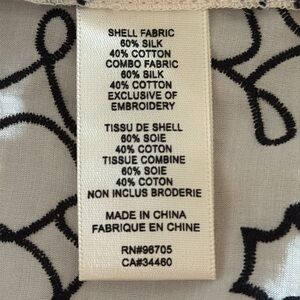 SHELL FABRIC
60% SILK
40% COTTON
COMBO FABRIC
60% SILK
40% COTTON
EXCLUSIVE OF
EMBROIDERY
TISSU DE SHELL
60% SOIE
40% COTON
TISSUE COMBINE
60% SOIE
40% COTON
NON INCLUS BRODERIE
MADE IN CHINA
FABRIQUE EN CHINE
RN#96705
CA#34460